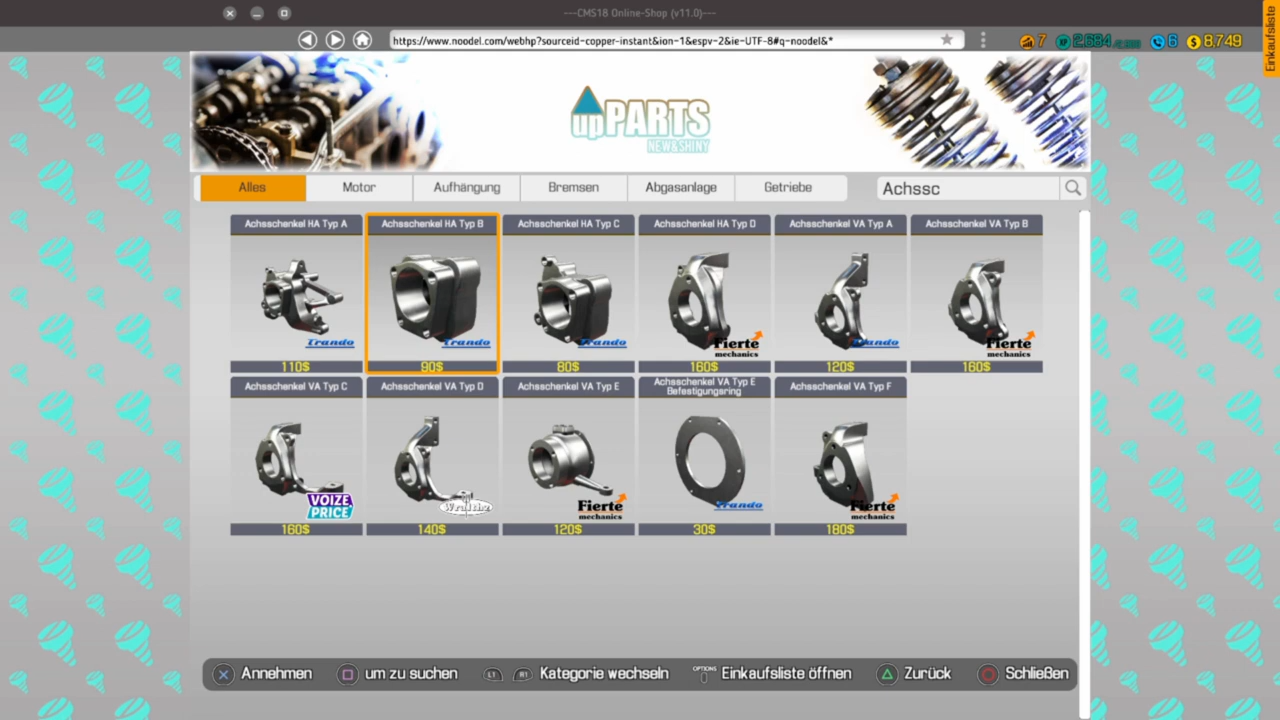 ---CMS18 Online-Shop (v11.0)---
Einkaufsliste
https://www.noodel.com/webhp?sourceid-copper-instant&ion-1&espv-2&ie-UTF-8#q-noodel&*
7
XP 2,684
6
$ 8,749
upPARTS
NEW&SHINY
Alles Motor Aufhängung Bremsen Abgasanlage Getriebe Achssc
Achsschenkel HA Typ A Achsschenkel HA Typ B Achsschenkel HA Typ C Achsschenkel HA Typ D Achsschenkel VA Typ A Achsschenkel VA Typ B
Trando Trando Trando Fierte mechanics Trando Fierte mechanics
110$ 90$ 80$ 160$ 120$ 160$
Achsschenkel VA Typ C Achsschenkel VA Typ D Achsschenkel VA Typ E Achsschenkel VA Typ E Befestigungsring Achsschenkel VA Typ F
VOIZE PRICE Fierte mechanics Trando Fierte mechanics
160$ 140$ 120$ 30$ 180$
Annehmen um zu suchen L1 R1 Kategorie wechseln OPTIONS Einkaufsliste öffnen Zurück Schließen